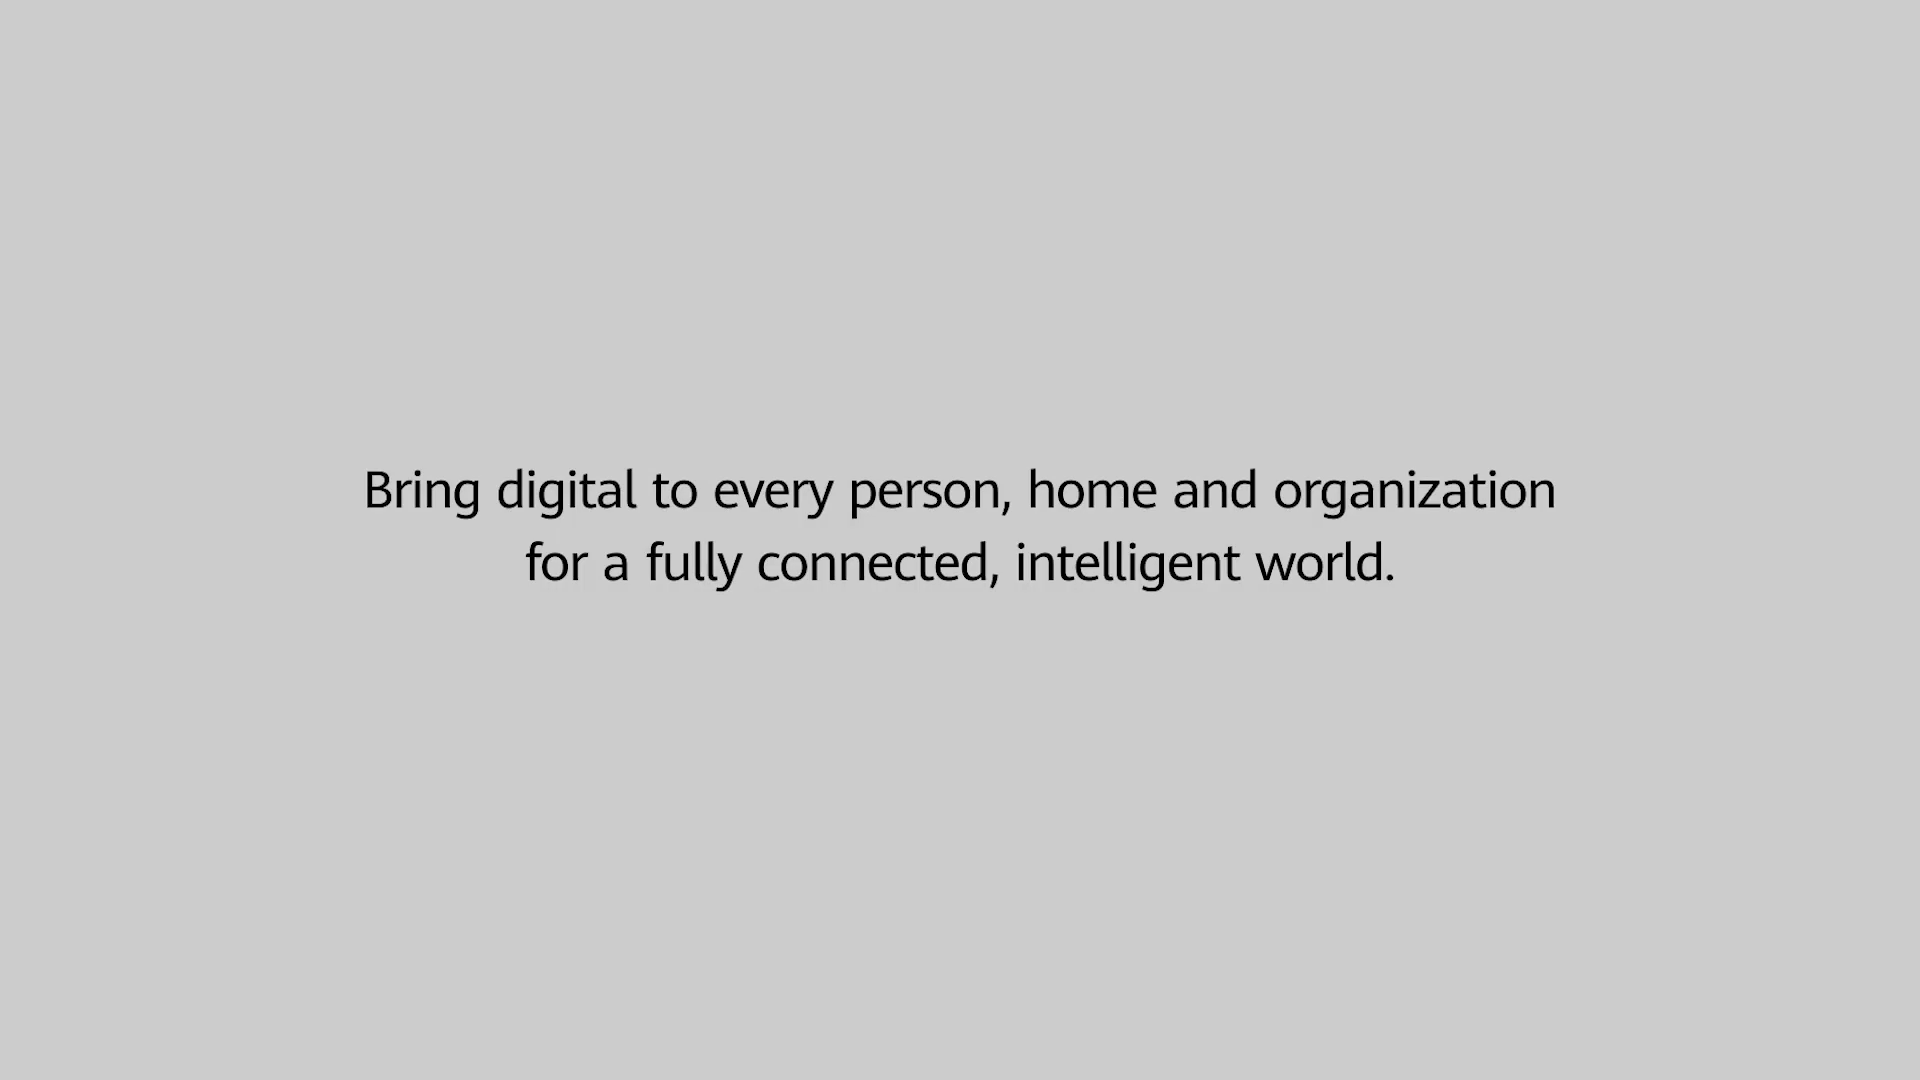 Bring digital to every person, home and organization
for a fully connected, intelligent world.